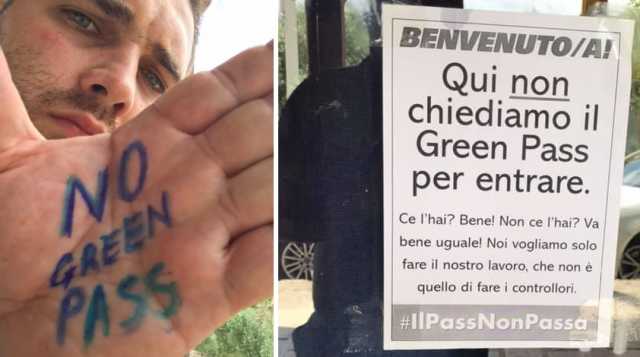 NO
GREEN
PASS
BENVENUTO/A!
Qui non
chiediamo il
Green Pass
per entrare.
Ce l'hai? Bene! Non ce l'hai? Va
bene uguale! Noi vogliamo solo
fare il nostro lavoro, che non è
quello di fare i controllori.
#IlPassNonPassa